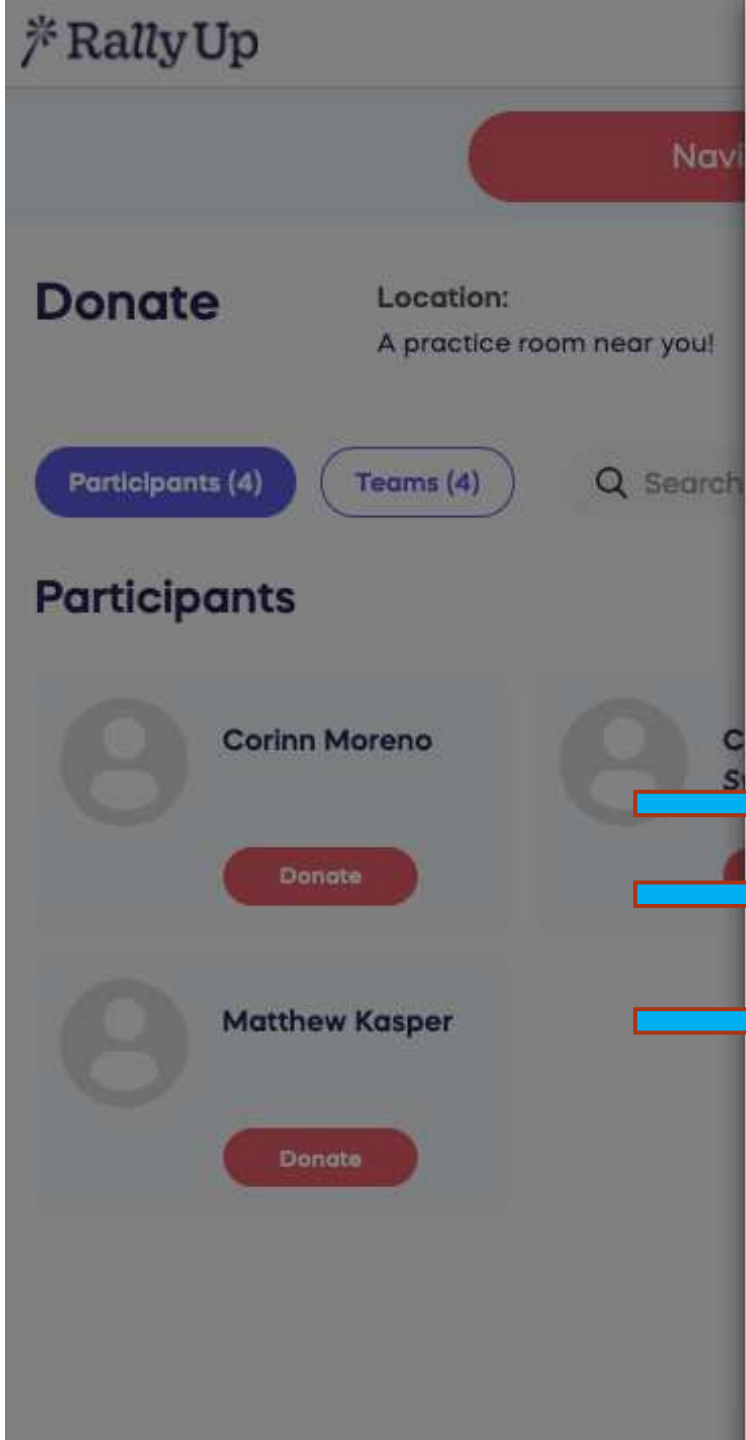 RallyUp
Donate
Location:
A practice room near you!
Participants (4)
Teams (4)
Search
Participants
Corinn Moreno
Donate
Matthew Kasper
Donate